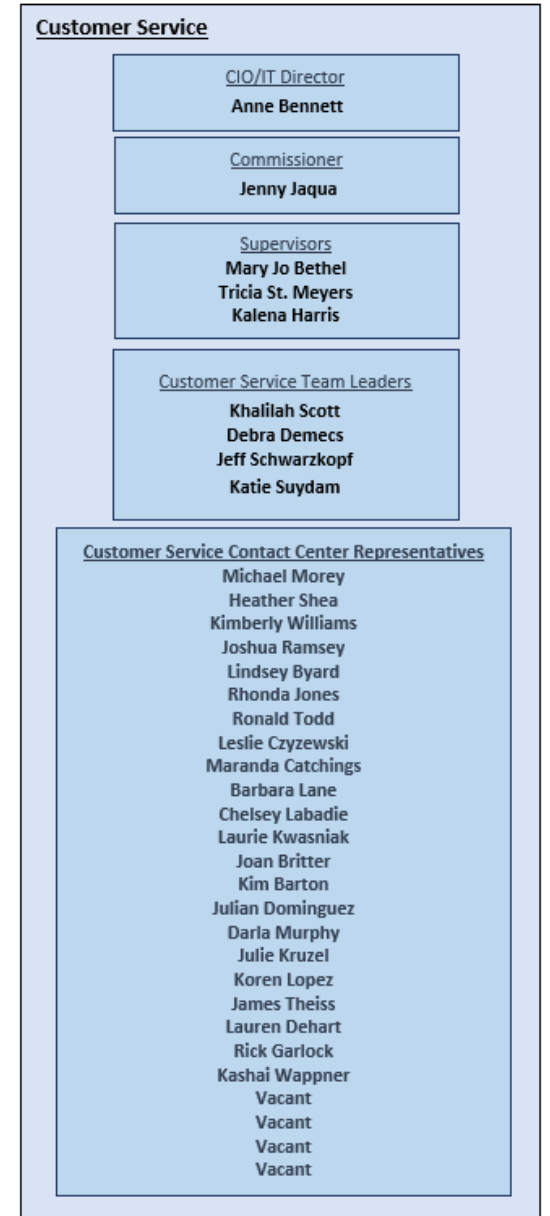 Customer Service
CIO/IT Director
Anne Bennett
Commissioner
Jenny Jaqua
Supervisors
Mary Jo Bethel
Tricia St. Meyers
Kalena Harris
Customer Service Team Leaders
Khalilah Scott
Debra Demecs
Jeff Schwarzkopf
Katie Suydam
Customer Service Contact Center Representatives
Michael Morey
Heather Shea
Kimberly Williams
Joshua Ramsey
Lindsey Byard
Rhonda Jones
Ronald Todd
Leslie Czyzewski
Maranda Catchings
Barbara Lane
Chelsey Labadie
Laurie Kwasniak
Joan Britter
Kim Barton
Julian Dominguez
Darla Murphy
Julie Kruzel
Koren Lopez
James Theiss
Lauren Dehart
Rick Garlock
Kashai Wappner
Vacant
Vacant
Vacant
Vacant